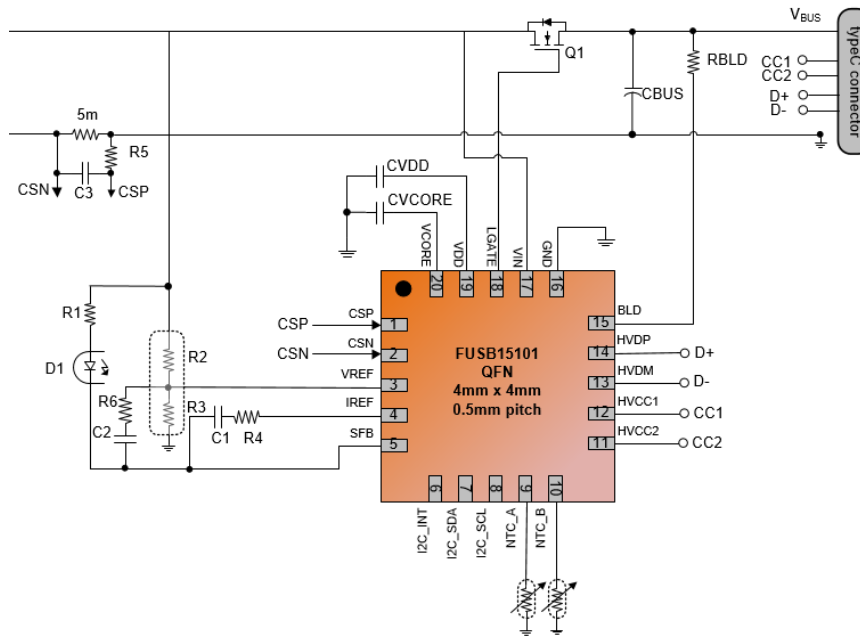 VBUS
typeC connector
Q1
RBLD
CC1
CC2
CBUS
D+
D-
5m
R5
CSN
C3
CSP
CVDD
CVCORE
VCORE
VDD
LGATE
VIN
GND
20
19
18
17
16
R1
CSP
CSP
1
BLD
15
CSN
CSN
2
FUSB15101
QFN
4mm x 4mm
0.5mm pitch
HVDP
14
D+
D1
R2
VREF
3
HVDM
13
D-
R6
R3
IREF
4
HVCC1
12
CC1
C2
C1
R4
SFB
5
HVCC2
11
CC2
6
7
8
9
10
I2C_INT
I2C_SDA
I2C_SCL
NTC_A
NTC_B